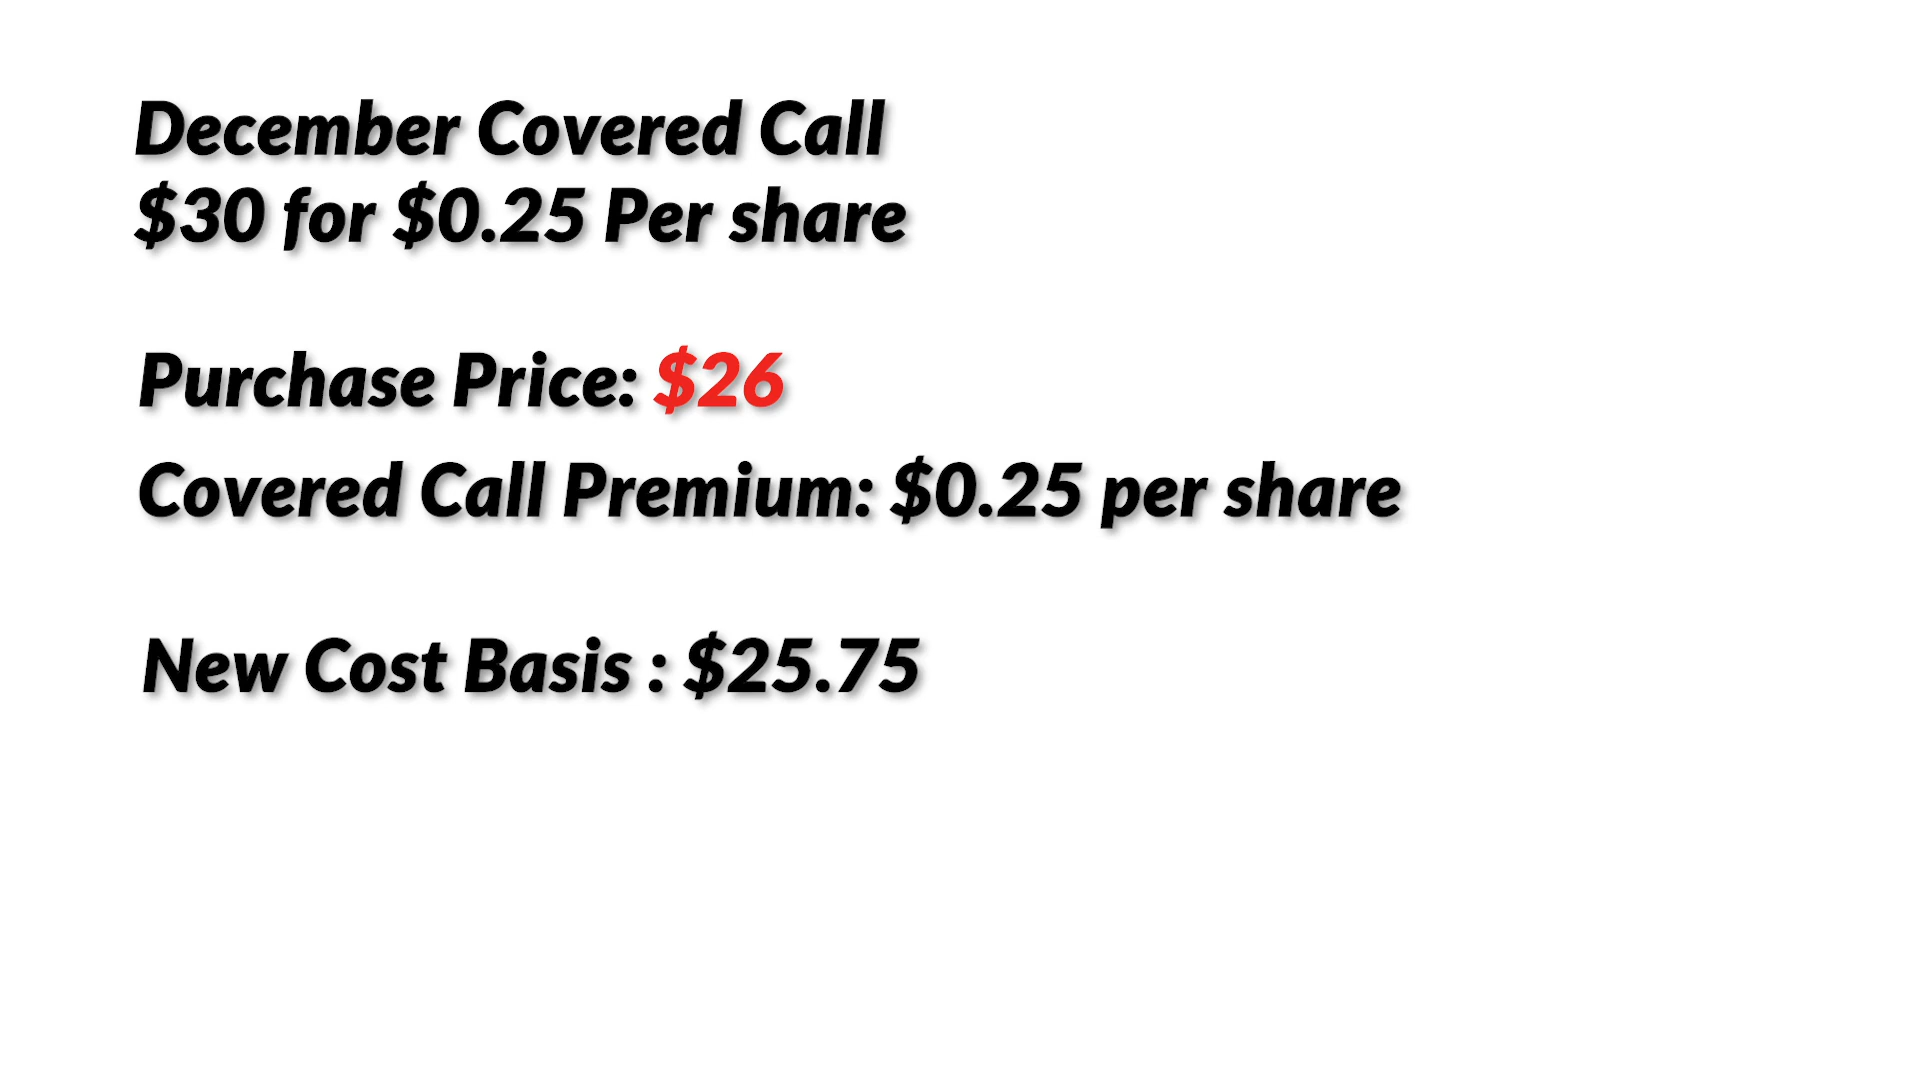 December Covered Call
$30 for $0.25 Per share
Purchase Price: $26
Covered Call Premium: $0.25 per share
New Cost Basis : $25.75